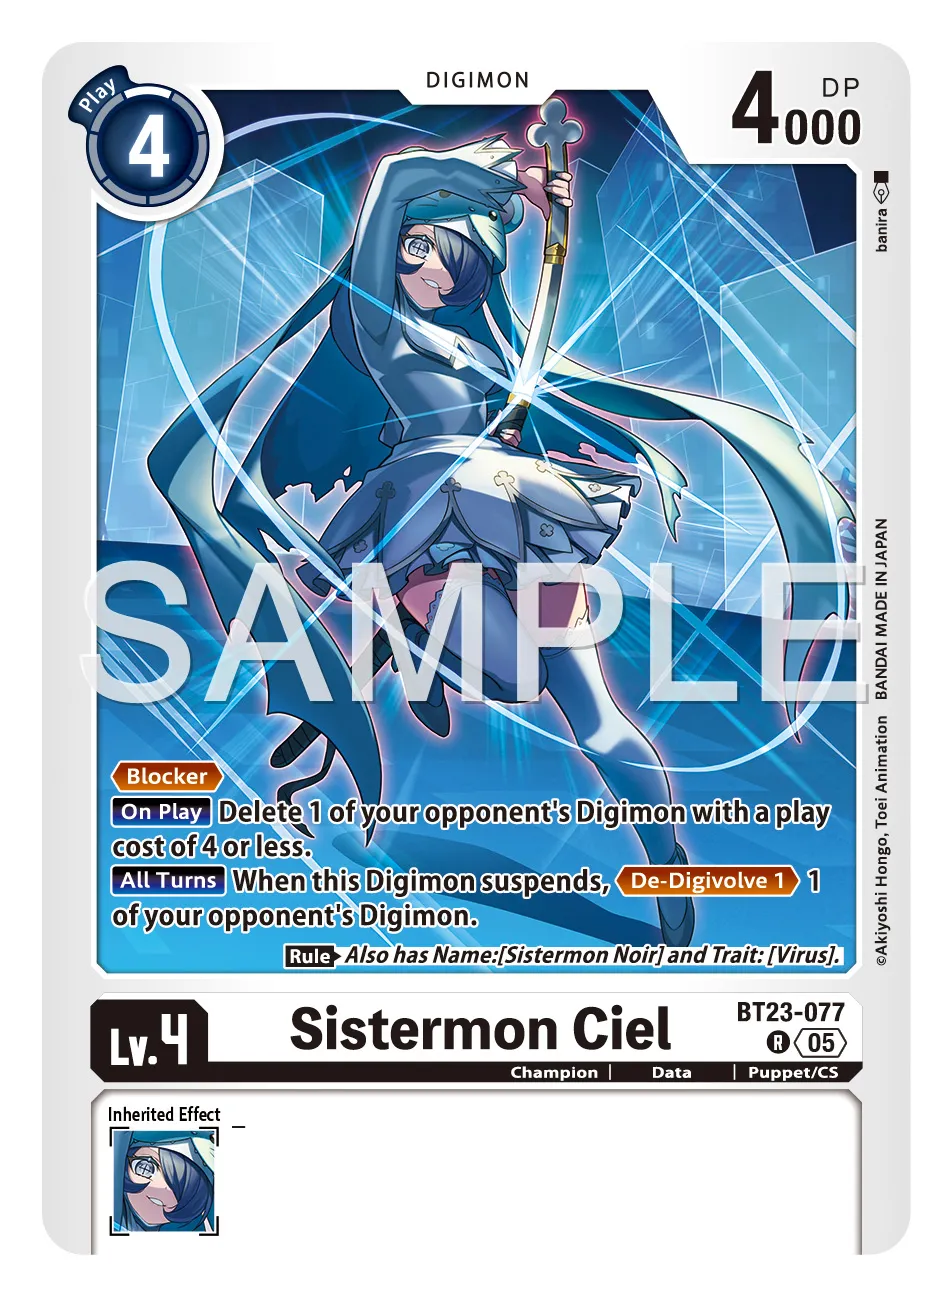 DIGIMON
Play
4
DP
4000
banira
SAMPLE
BANDAI MADE IN JAPAN
©Akiyoshi Hongo, Toei Animation
Blocker
On Play Delete 1 of your opponent's Digimon with a play
cost of 4 or less.
All Turns When this Digimon suspends, De-Digivolve 1 1
of your opponent's Digimon.
Rule Also has Name:[Sistermon Noir] and Trait: [Virus].
Lv.4
Sistermon Ciel
BT23-077
R 05
Champion | Data | Puppet/CS
Inherited Effect –